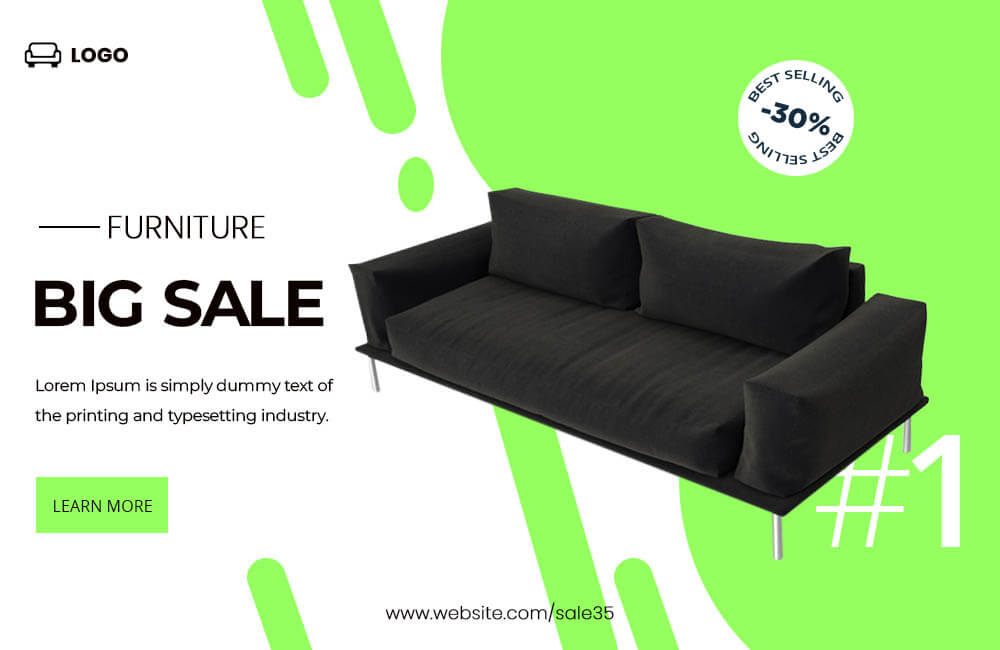 LOGO
BEST SELLING
-30%
BEST SELLING
FURNITURE
BIG SALE
Lorem Ipsum is simply dummy text of
the printing and typesetting industry.
LEARN MORE
#1
www.website.com/sale35